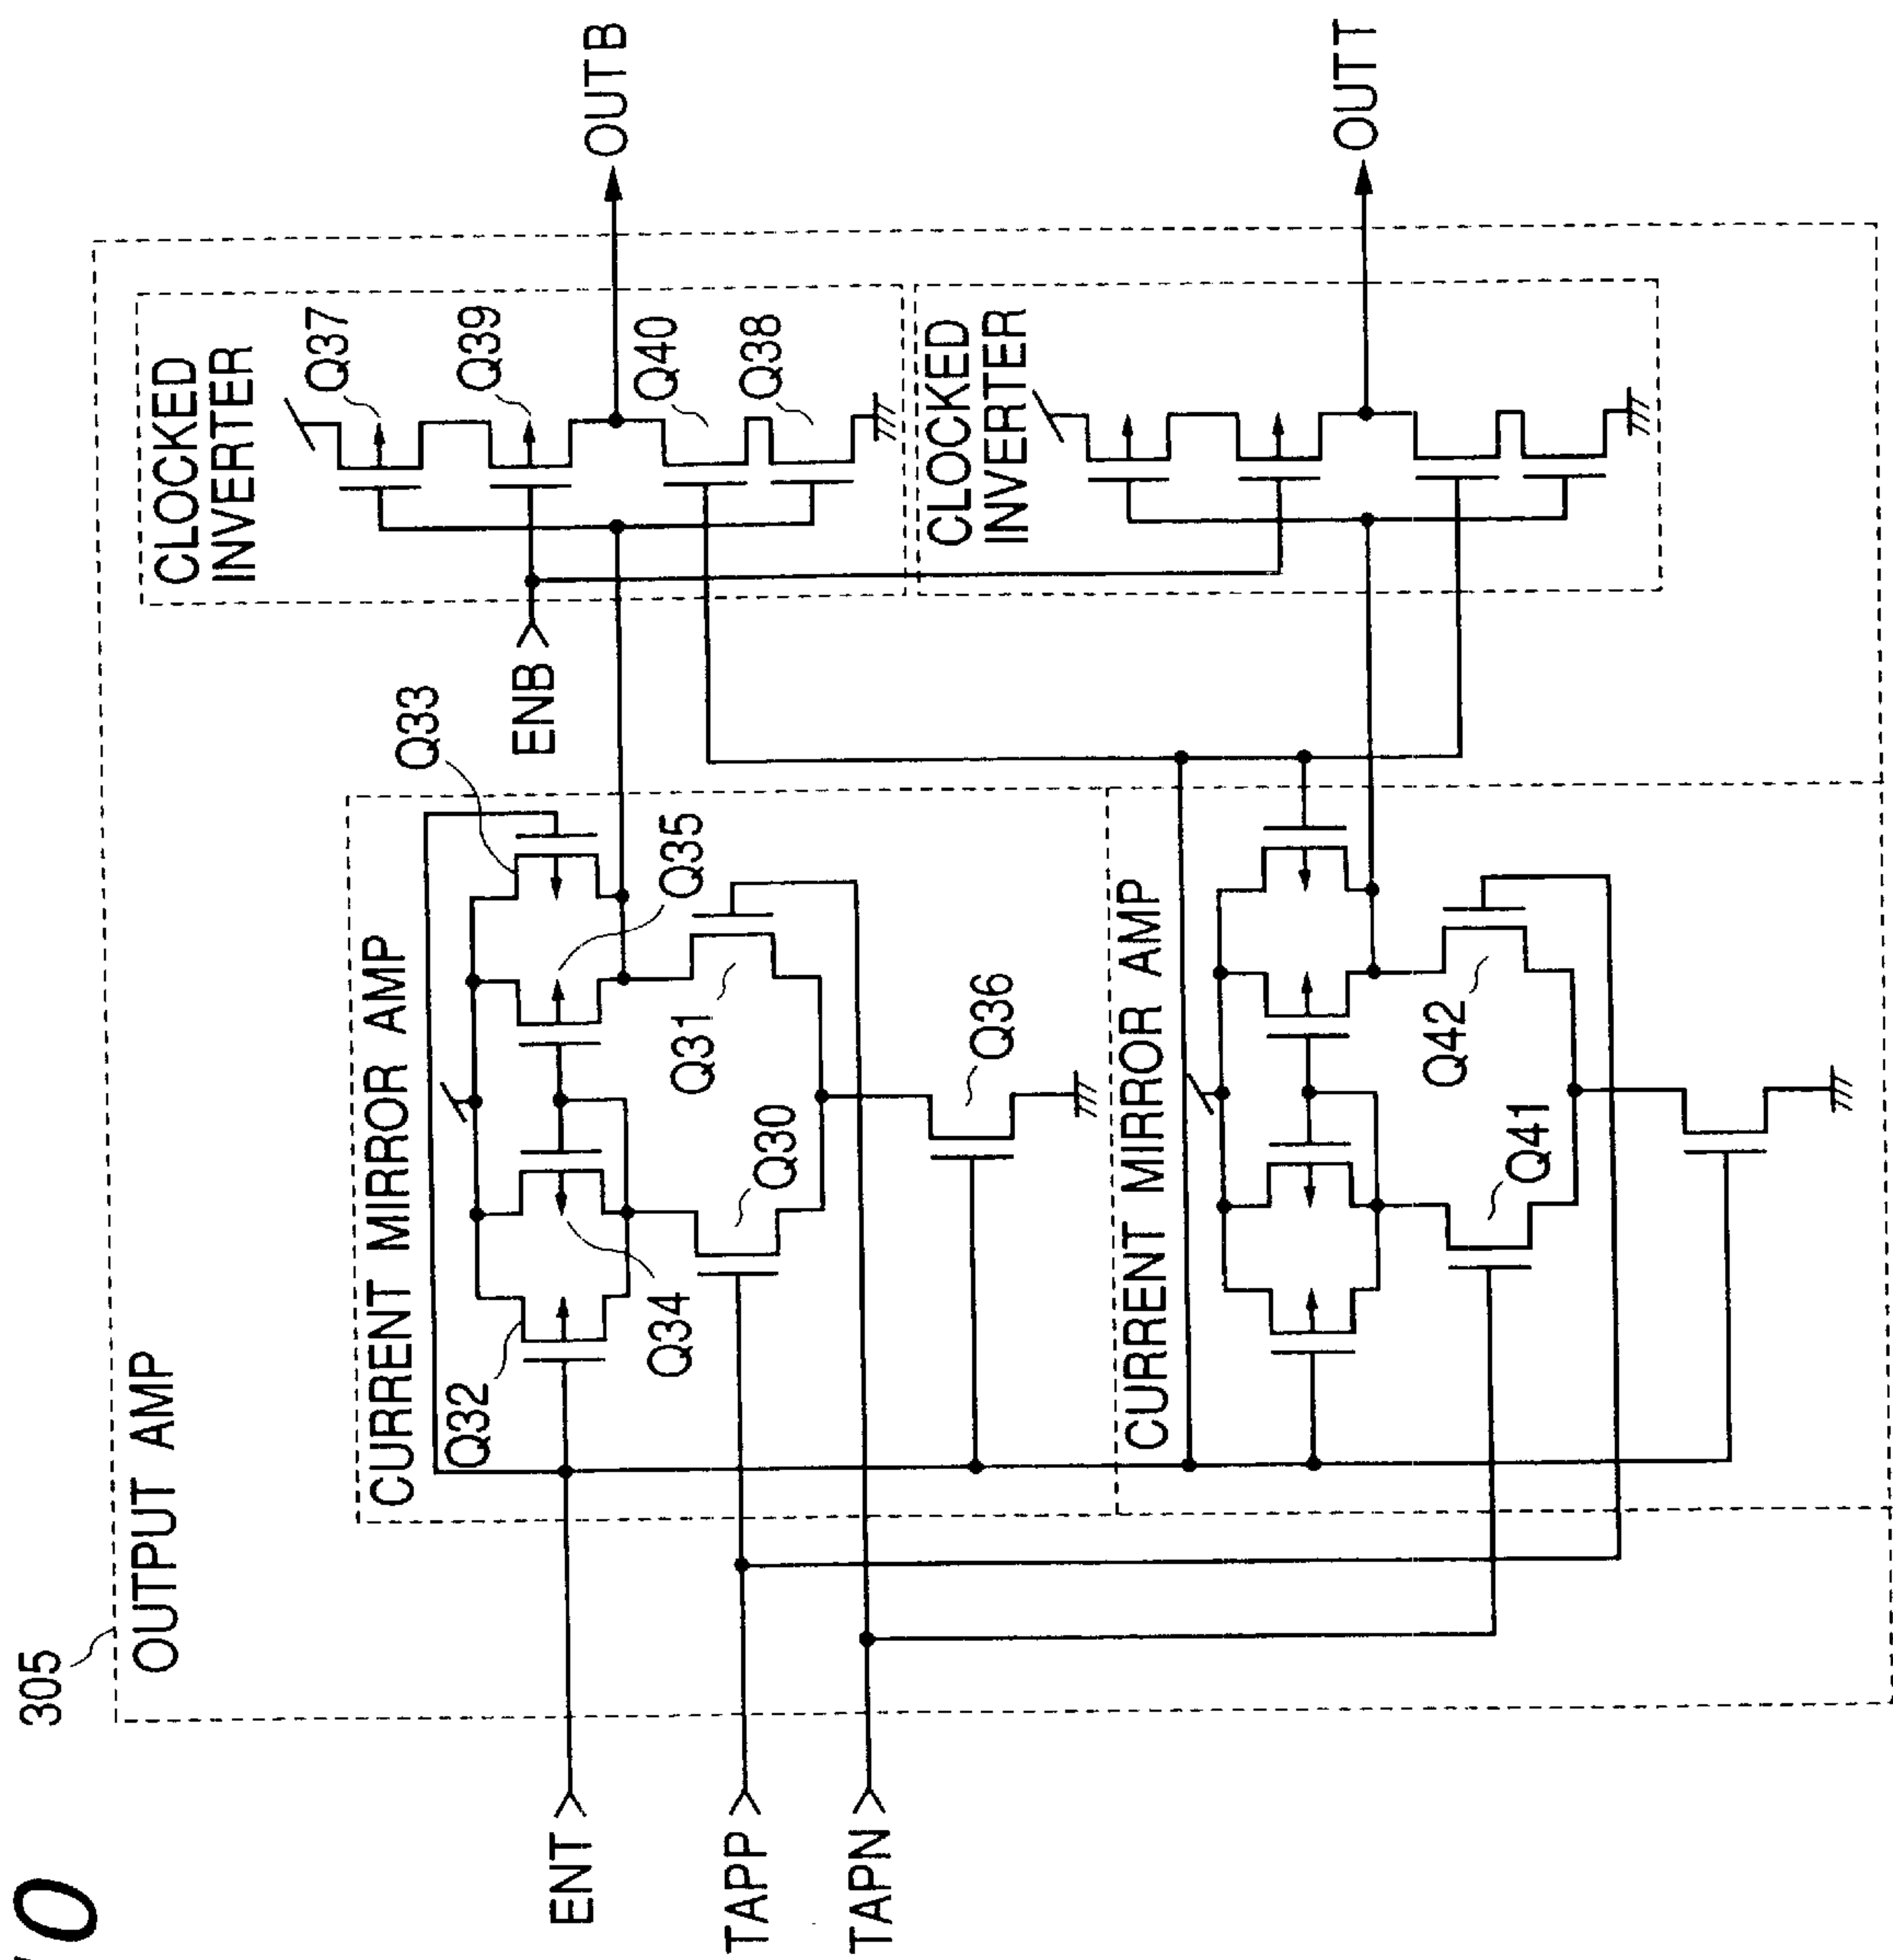 305
OUTPUT AMP
CURRENT MIRROR AMP
Q32
Q34
Q33
Q35
Q30
Q31
Q36
CURRENT MIRROR AMP
Q41
Q42
CLOCKED
INVERTER
Q37
Q39
Q40
Q38
CLOCKED
INVERTER
ENT
TAPP
TAPN
ENB
OUTB
OUTT